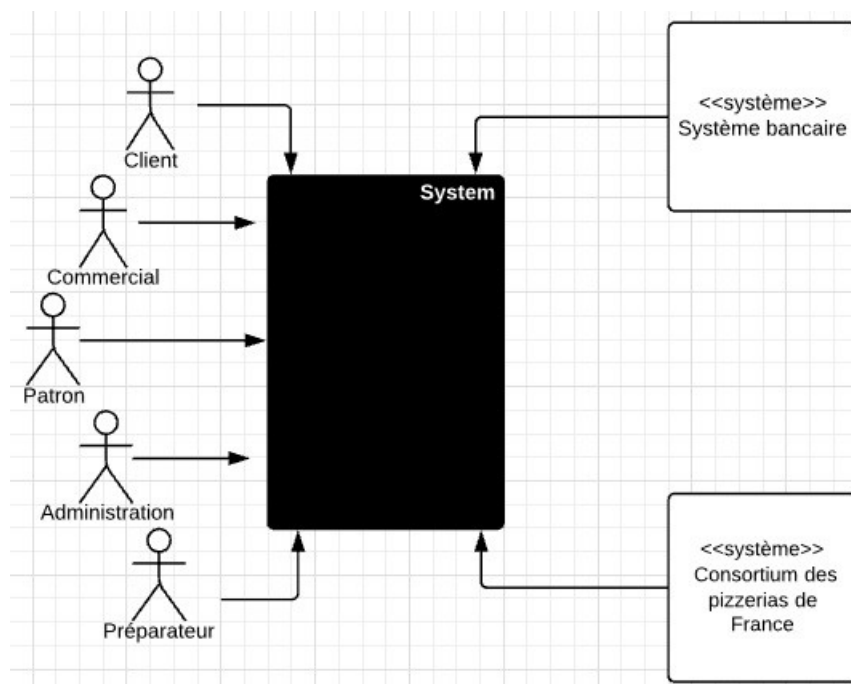 Client
Commercial
Patron
Administration
Préparateur
System
<<système>>
Système bancaire
<<système>>
Consortium des
pizzerias de
France